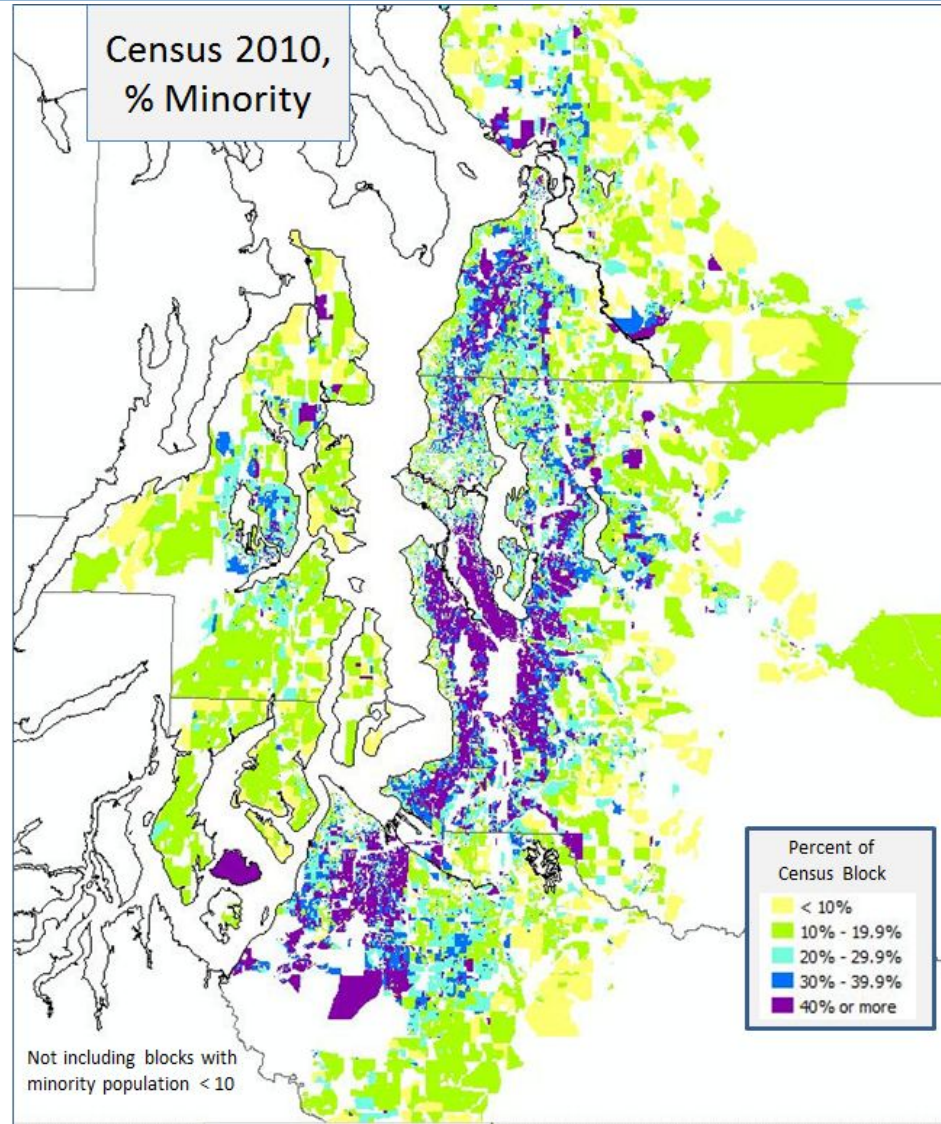 Census 2010,
% Minority
Percent of
Census Block
< 10%
10% - 19.9%
20% - 29.9%
30% - 39.9%
40% or more
Not including blocks with
minority population < 10